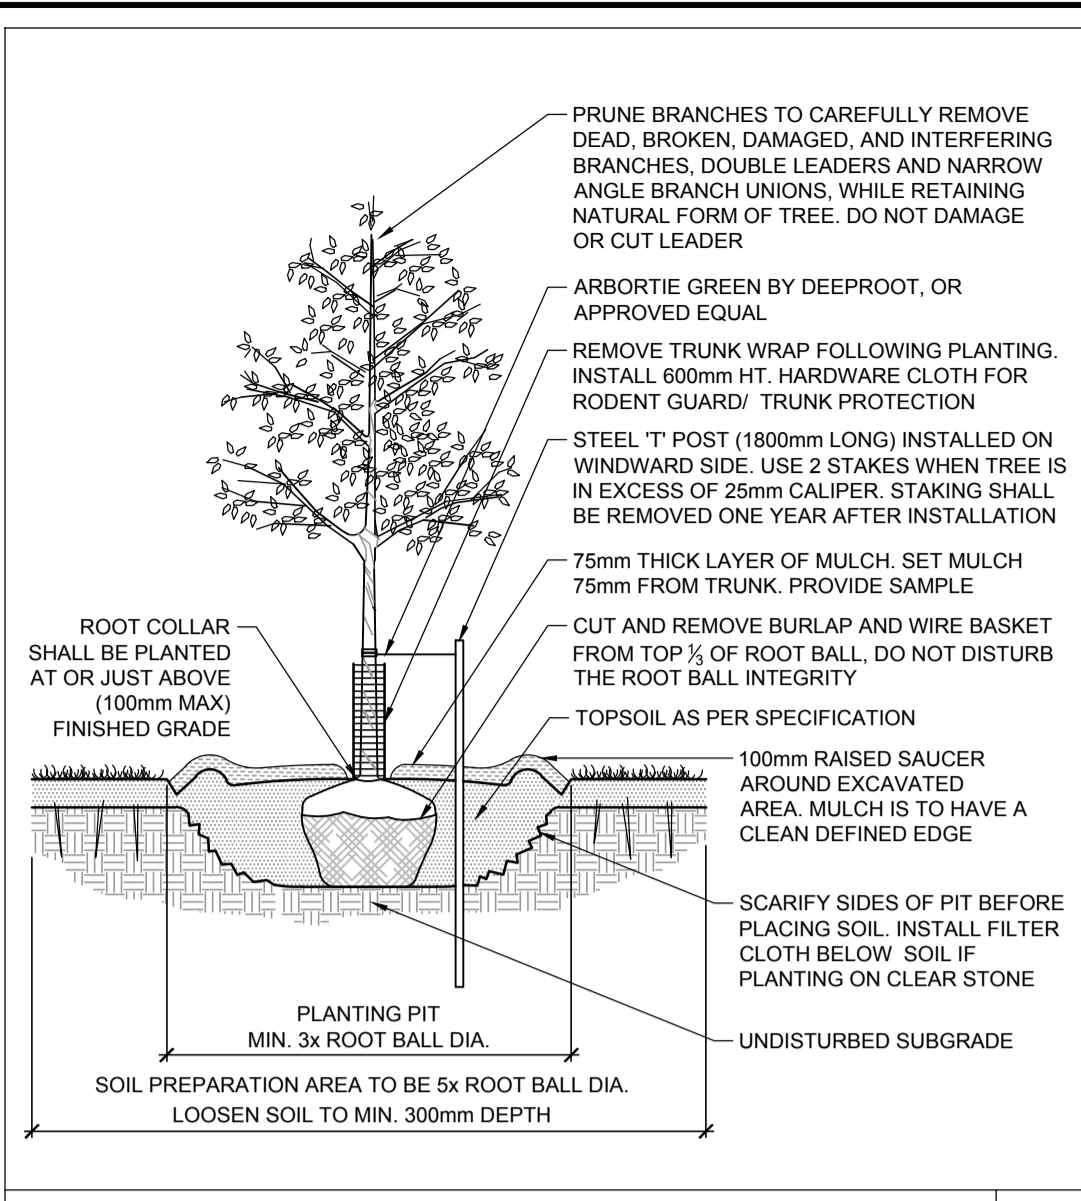 PRUNE BRANCHES TO CAREFULLY REMOVE
DEAD, BROKEN, DAMAGED, AND INTERFERING
BRANCHES, DOUBLE LEADERS AND NARROW
ANGLE BRANCH UNIONS, WHILE RETAINING
NATURAL FORM OF TREE. DO NOT DAMAGE
OR CUT LEADER
ARBORTIE GREEN BY DEEPROOT, OR
APPROVED EQUAL
REMOVE TRUNK WRAP FOLLOWING PLANTING.
INSTALL 600mm HT. HARDWARE CLOTH FOR
RODENT GUARD/ TRUNK PROTECTION
STEEL 'T' POST (1800mm LONG) INSTALLED ON
WINDWARD SIDE. USE 2 STAKES WHEN TREE IS
IN EXCESS OF 25mm CALIPER. STAKING SHALL
BE REMOVED ONE YEAR AFTER INSTALLATION
75mm THICK LAYER OF MULCH. SET MULCH
75mm FROM TRUNK. PROVIDE SAMPLE
CUT AND REMOVE BURLAP AND WIRE BASKET
FROM TOP ⅓ OF ROOT BALL, DO NOT DISTURB
THE ROOT BALL INTEGRITY
ROOT COLLAR
SHALL BE PLANTED
AT OR JUST ABOVE
(100mm MAX)
FINISHED GRADE
TOPSOIL AS PER SPECIFICATION
100mm RAISED SAUCER
AROUND EXCAVATED
AREA. MULCH IS TO HAVE A
CLEAN DEFINED EDGE
SCARIFY SIDES OF PIT BEFORE
PLACING SOIL. INSTALL FILTER
CLOTH BELOW SOIL IF
PLANTING ON CLEAR STONE
UNDISTURBED SUBGRADE
PLANTING PIT
MIN. 3x ROOT BALL DIA.
SOIL PREPARATION AREA TO BE 5x ROOT BALL DIA.
LOOSEN SOIL TO MIN. 300mm DEPTH